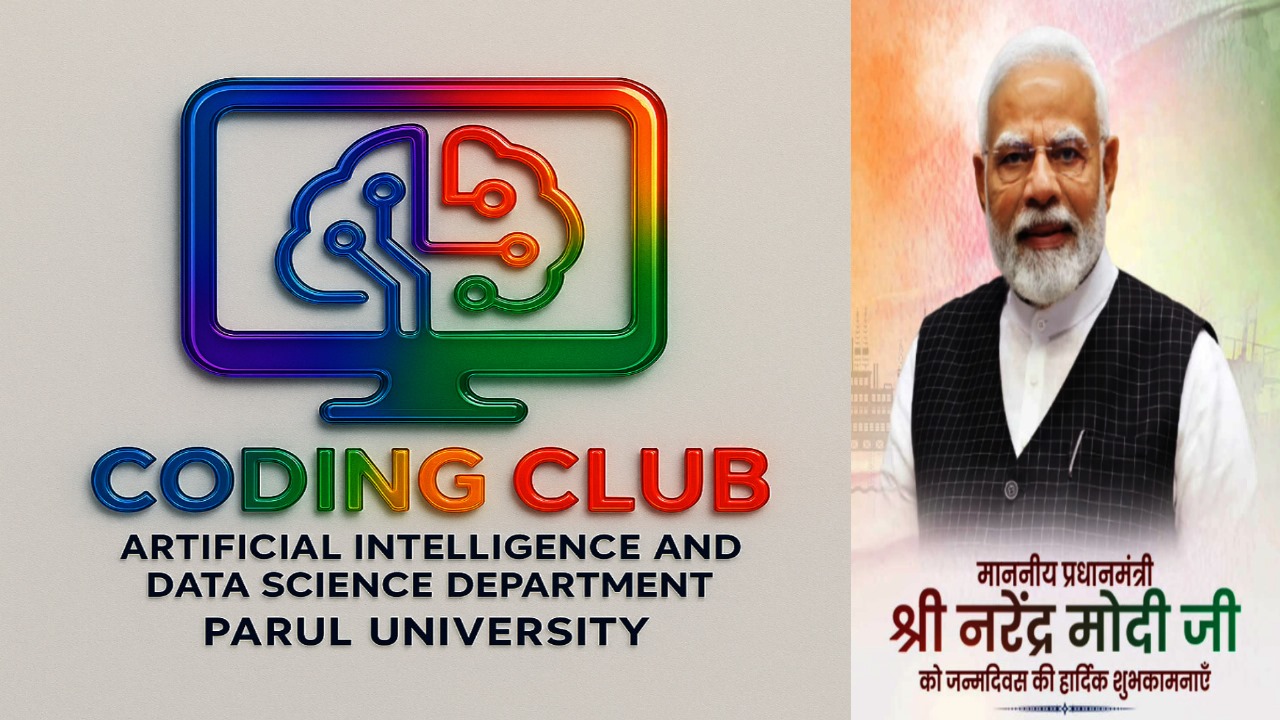 CODING CLUB
ARTIFICIAL INTELLIGENCE AND
DATA SCIENCE DEPARTMENT
PARUL UNIVERSITY
माननीय प्रधानमंत्री
श्री नरेंद्र मोदी जी
को जन्मदिवस की हार्दिक शुभकामनाएँ